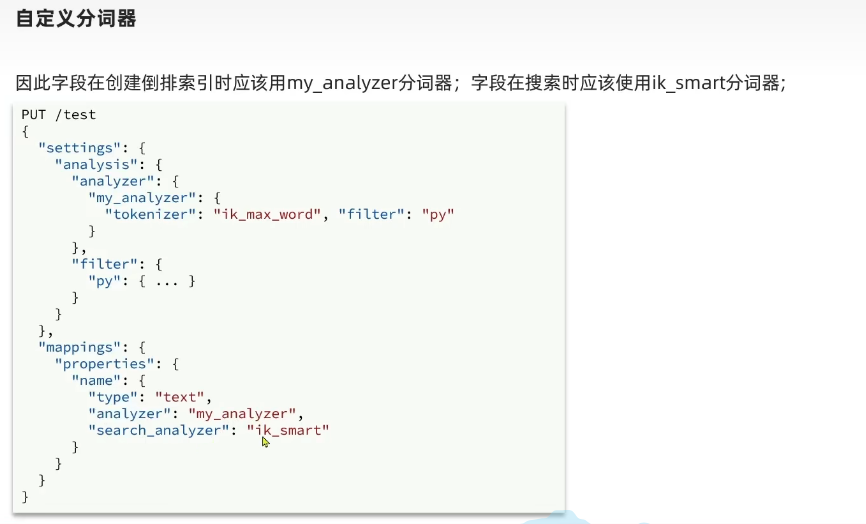 自定义分词器
因此字段在创建倒排索引时应该用my_analyzer分词器；字段在搜索时应该使用ik_smart分词器；
PUT /test
{
  "settings": {
    "analysis": {
      "analyzer": {
        "my_analyzer": {
          "tokenizer": "ik_max_word", "filter": "py"
        }
      },
      "filter": {
        "py": { ... }
      }
    }
  },
  "mappings": {
    "properties": {
      "name": {
        "type": "text",
        "analyzer": "my_analyzer",
        "search_analyzer": "ik_smart"
      }
    }
  }
}